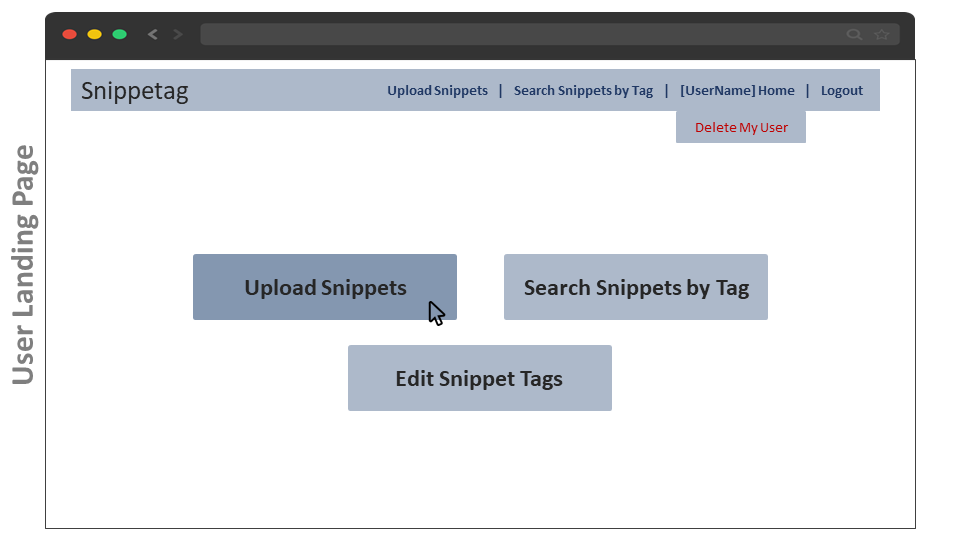 User Landing Page
Snippetag
Upload Snippets | Search Snippets by Tag | [UserName] Home | Logout
Delete My User
Upload Snippets
Search Snippets by Tag
Edit Snippet Tags